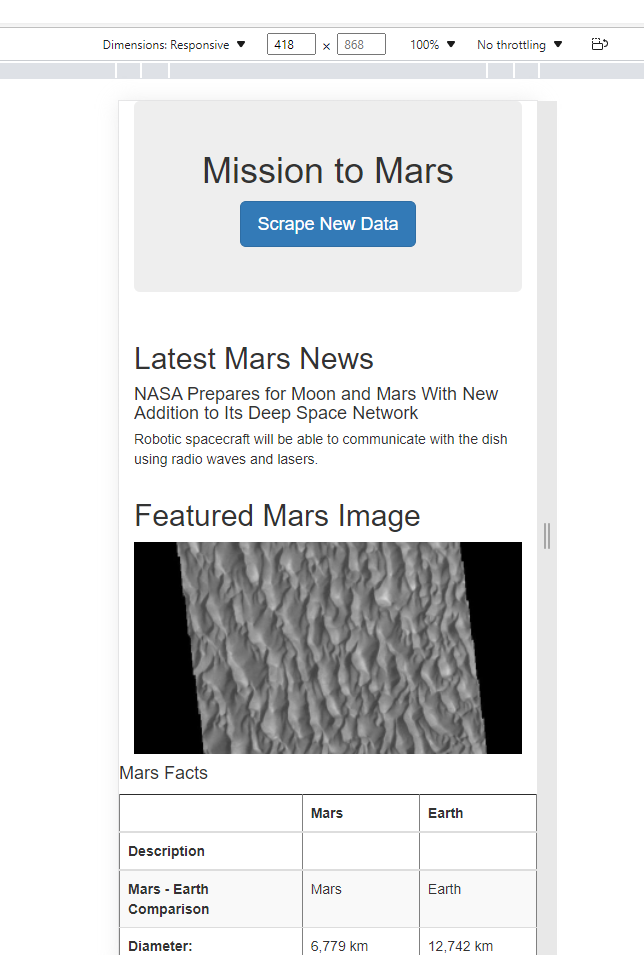 Dimensions: Responsive 418 x 868 100% No throttling
Mission to Mars
Scrape New Data
Latest Mars News
NASA Prepares for Moon and Mars With New
Addition to Its Deep Space Network
Robotic spacecraft will be able to communicate with the dish
using radio waves and lasers.
Featured Mars Image
Mars Facts
Mars Earth
Description
Mars - Earth
Comparison Mars Earth
Diameter: 6,779 km 12,742 km